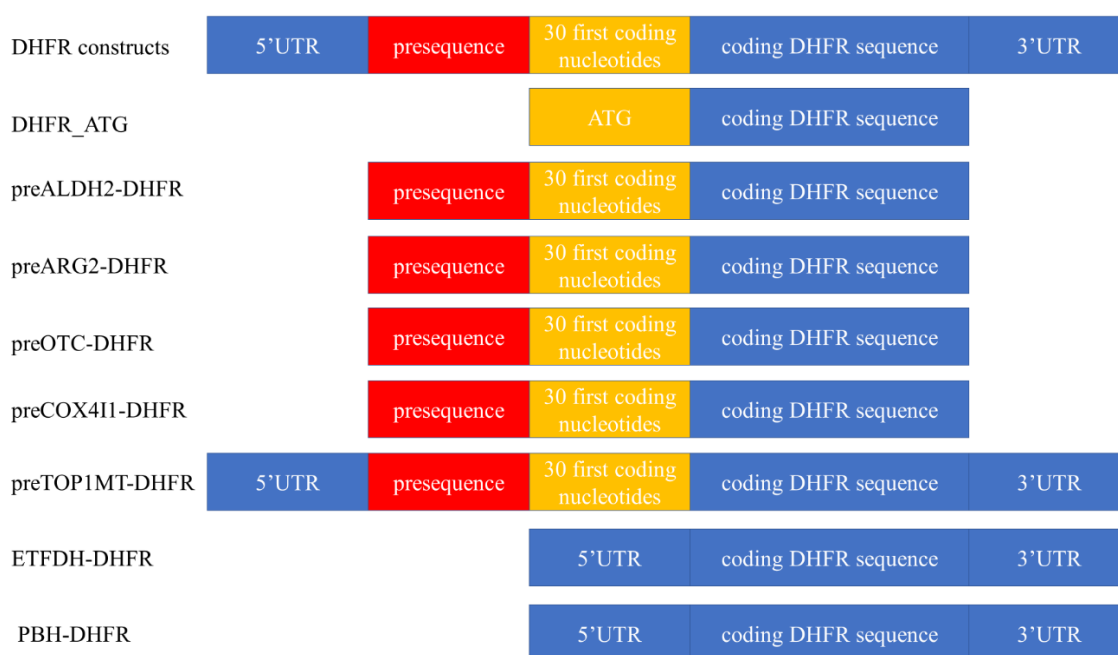 DHFR constructs
5’UTR
presequence
30 first coding
nucleotides
coding DHFR sequence
3’UTR
DHFR_ATG
ATG
coding DHFR sequence
preALDH2-DHFR
presequence
30 first coding
nucleotides
coding DHFR sequence
preARG2-DHFR
presequence
30 first coding
nucleotides
coding DHFR sequence
preOTC-DHFR
presequence
30 first coding
nucleotides
coding DHFR sequence
preCOX4I1-DHFR
presequence
30 first coding
nucleotides
coding DHFR sequence
preTOP1MT-DHFR
5’UTR
presequence
30 first coding
nucleotides
coding DHFR sequence
3’UTR
ETFDH-DHFR
5’UTR
coding DHFR sequence
3’UTR
PBH-DHFR
5’UTR
coding DHFR sequence
3’UTR